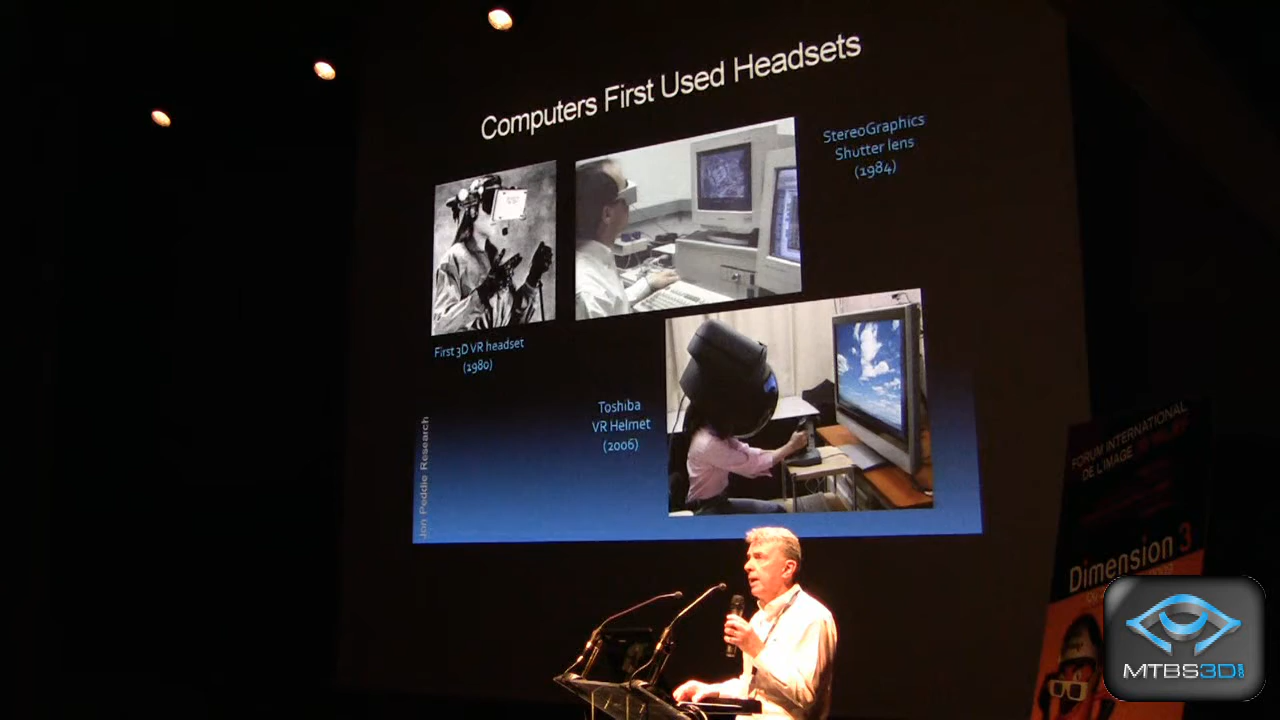 Computers First Used Headsets
StereoGraphics
Shutter lens
(1984)
First 3D VR headset
(1980)
Toshiba
VR Helmet
(2006)
Jon Peddie Research
FORUM INTERNATIONAL
DE L'IMAGE
Dimension 3
MTBS3D